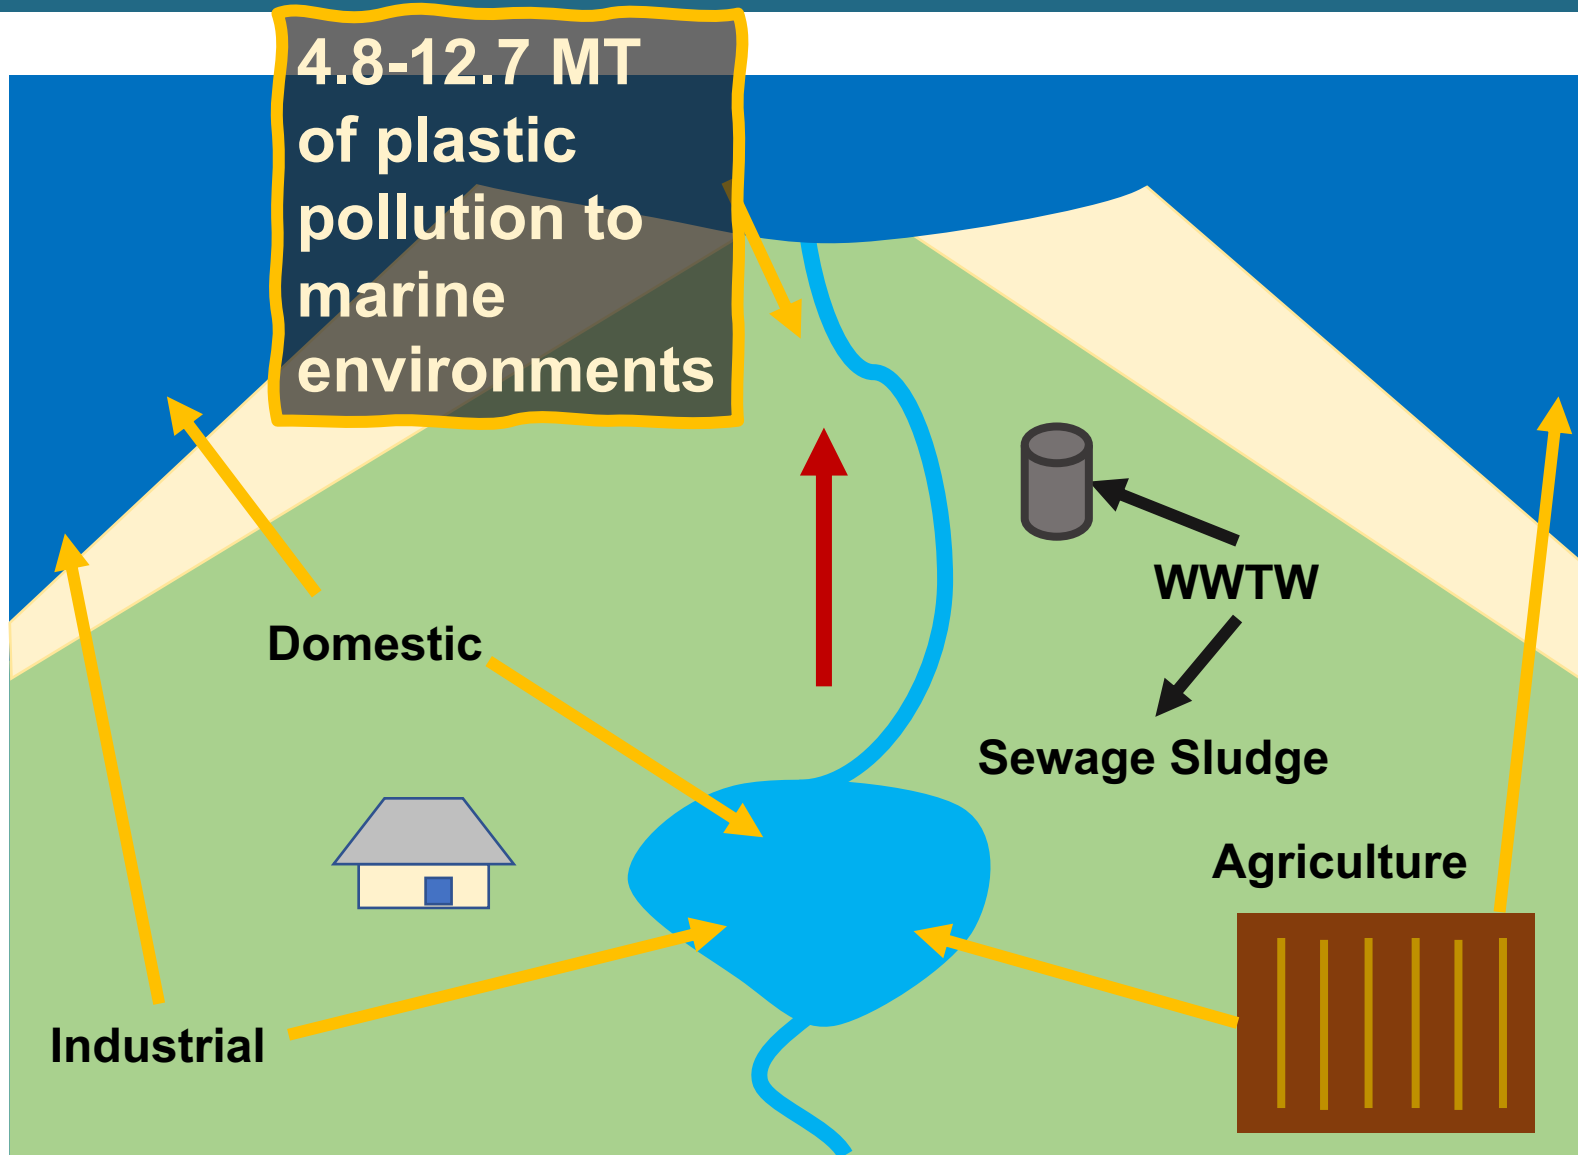 4.8-12.7 MT
of plastic
pollution to
marine
environments
WWTW
Domestic
Sewage Sludge
Agriculture
Industrial